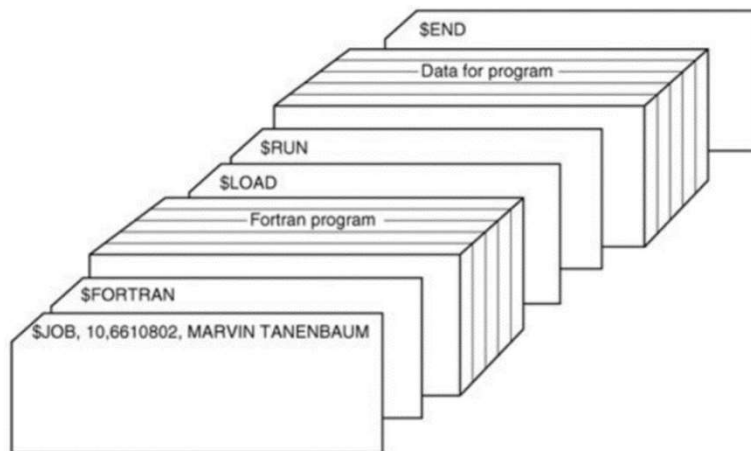 $END
Data for program
$RUN
$LOAD
Fortran program
$FORTRAN
$JOB, 10,6610802, MARVIN TANENBAUM